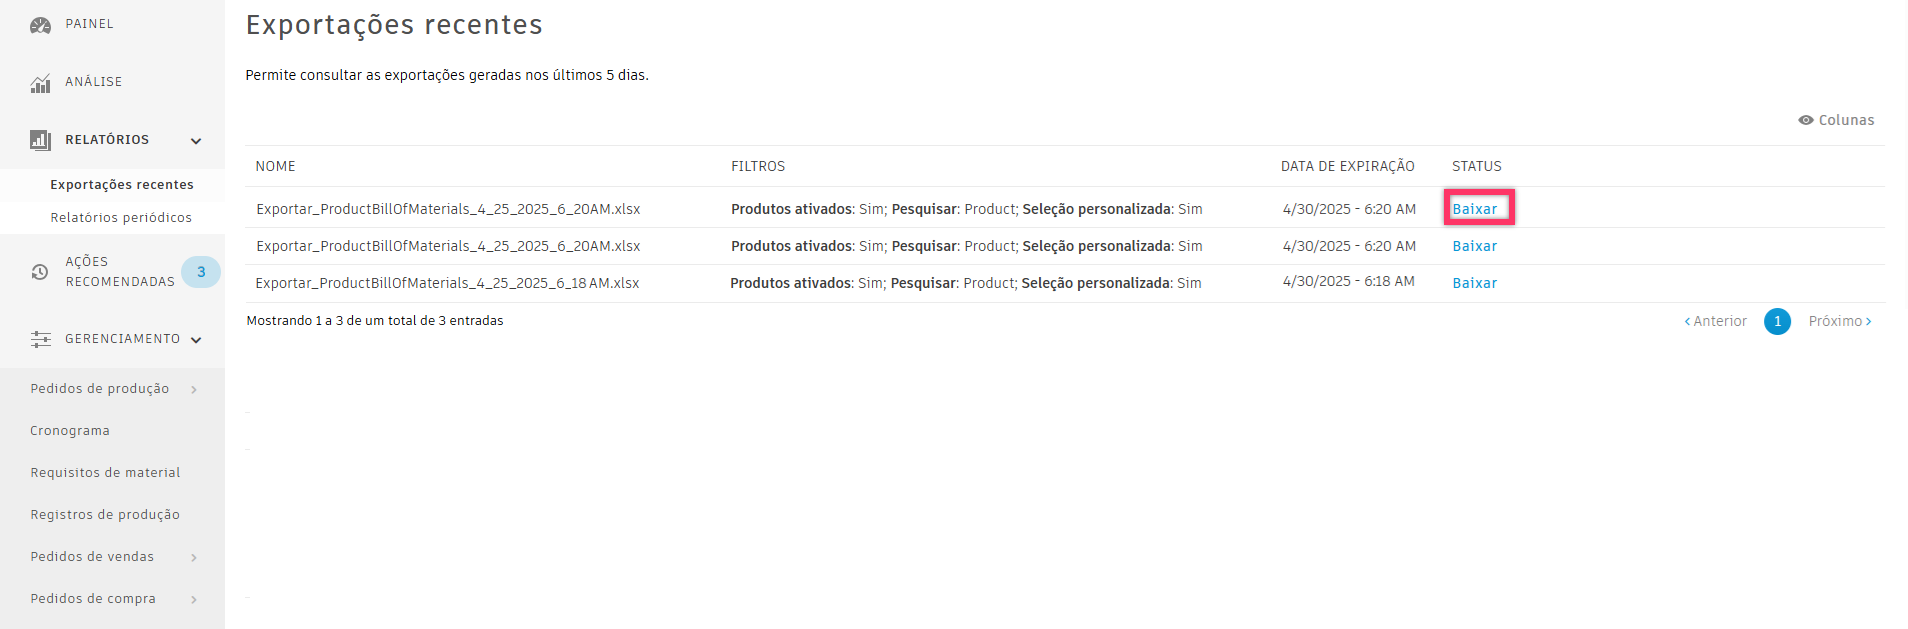 PAINEL
ANÁLISE
RELATÓRIOS
Exportações recentes
Relatórios periódicos
AÇÕES
RECOMENDADAS
3
GERENCIAMENTO
Pedidos de produção
Cronograma
Requisitos de material
Registros de produção
Pedidos de vendas
Pedidos de compra
Exportações recentes
Permite consultar as exportações geradas nos últimos 5 dias.
Colunas
NOME FILTROS DATA DE EXPIRAÇÃO STATUS
Exportar_ProductBillOfMaterials_4_25_2025_6_20AM.xlsx Produtos ativados: Sim; Pesquisar: Product; Seleção personalizada: Sim 4/30/2025 - 6:20 AM Baixar
Exportar_ProductBillOfMaterials_4_25_2025_6_20AM.xlsx Produtos ativados: Sim; Pesquisar: Product; Seleção personalizada: Sim 4/30/2025 - 6:20 AM Baixar
Exportar_ProductBillOfMaterials_4_25_2025_6_18 AM.xlsx Produtos ativados: Sim; Pesquisar: Product; Seleção personalizada: Sim 4/30/2025 - 6:18 AM Baixar
Mostrando 1 a 3 de um total de 3 entradas
Anterior 1 Próximo